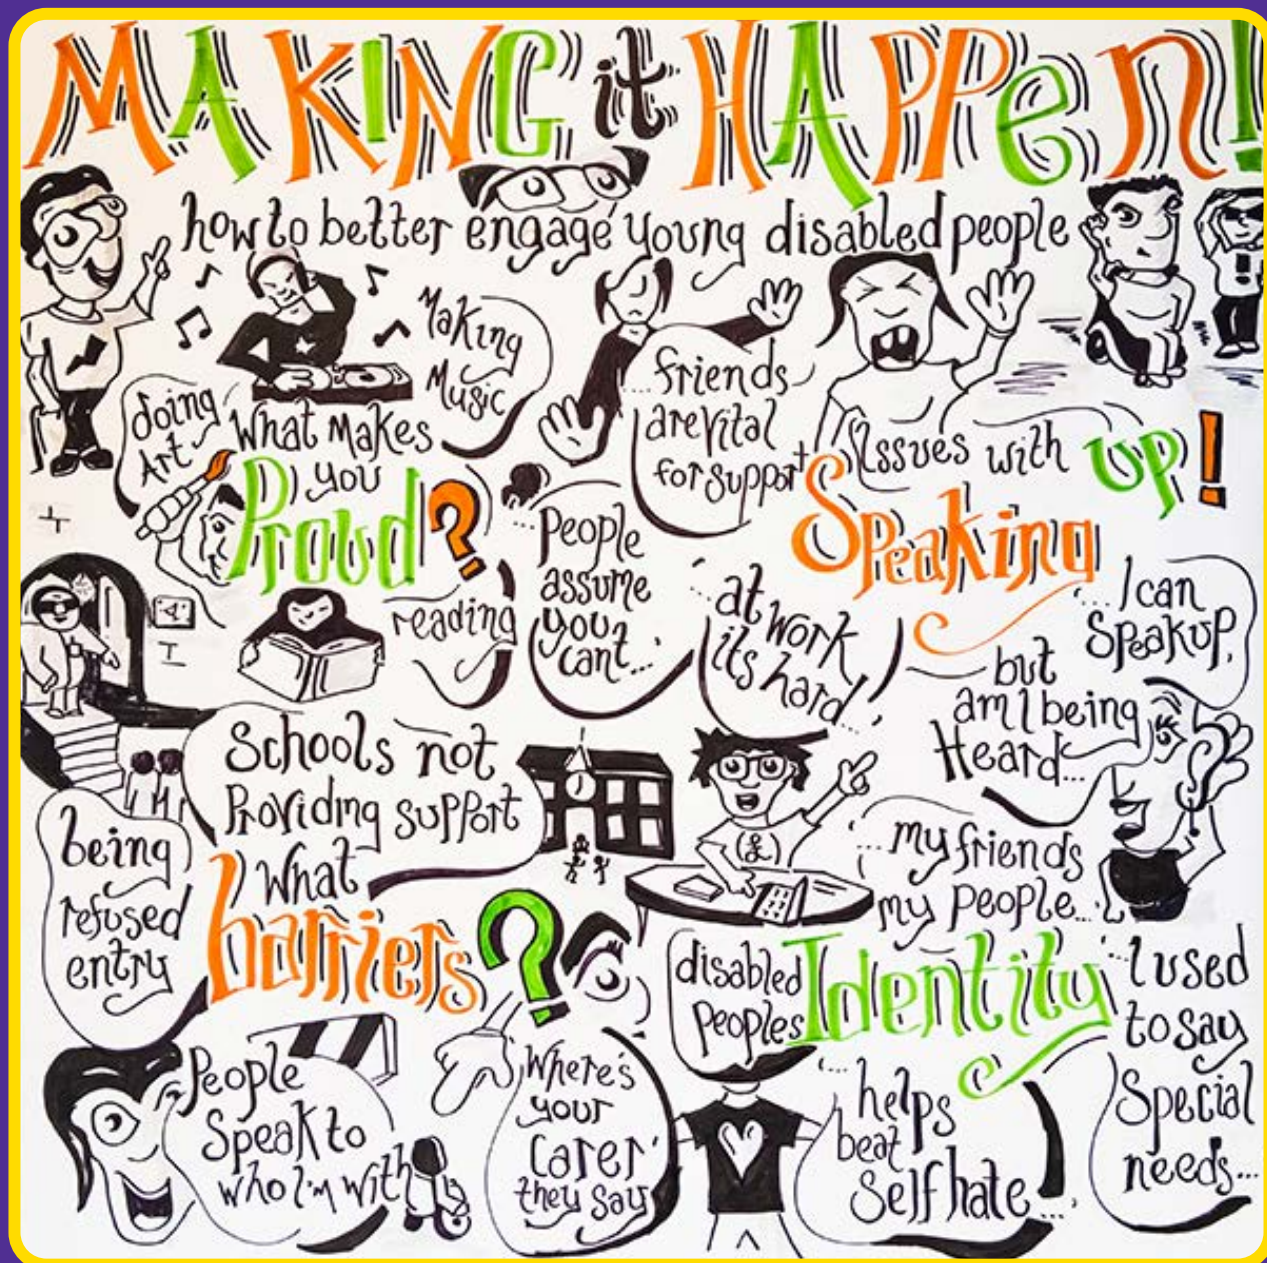 MAKING it HAPPen!
how to better engage young disabled people
Making
Music
doing
Art
What Makes
you
Proud?
reading
...friends
are vital
for support
Issues with
Speaking
UP!
...People
assume
you
cant...
...at work
its hard...
...I can
Speak up,
but
am I being
Heard...
Schools not
Providing support
being
refused
entry
What
barriers?
People
Speak to
who I'm with
Where's
your
Carer'
they say
...my friends
my people...
disabled
peoples
Identity
...helps
beat
Self hate...
...I used
to say
Special
needs...